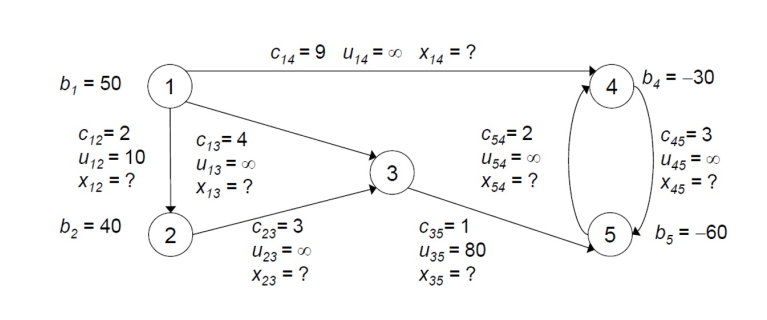 c14 = 9 u14 = ∞ x14 = ?
b1 = 50
1
4
b4 = −30
c12= 2
u12 = 10
x12 = ?
c13= 4
u13 = ∞
x13 = ?
3
c54= 2
u54 = ∞
x54 = ?
c45= 3
u45 = ∞
x45 = ?
b2 = 40
2
c23= 3
u23 = ∞
x23 = ?
c35= 1
u35 = 80
x35 = ?
5
b5 = −60